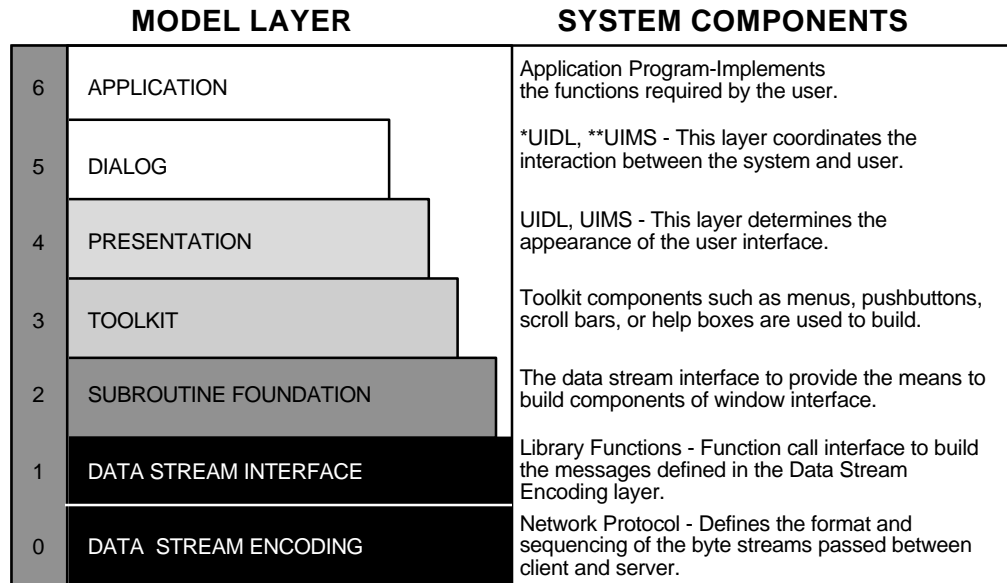 MODEL LAYER SYSTEM COMPONENTS
6 APPLICATION
Application Program-Implements
the functions required by the user.
5 DIALOG
*UIDL, **UIMS - This layer coordinates the
interaction between the system and user.
4 PRESENTATION
UIDL, UIMS - This layer determines the
appearance of the user interface.
3 TOOLKIT
Toolkit components such as menus, pushbuttons,
scroll bars, or help boxes are used to build.
2 SUBROUTINE FOUNDATION
The data stream interface to provide the means to
build components of window interface.
1 DATA STREAM INTERFACE
Library Functions - Function call interface to build
the messages defined in the Data Stream
Encoding layer.
0 DATA STREAM ENCODING
Network Protocol - Defines the format and
sequencing of the byte streams passed between
client and server.